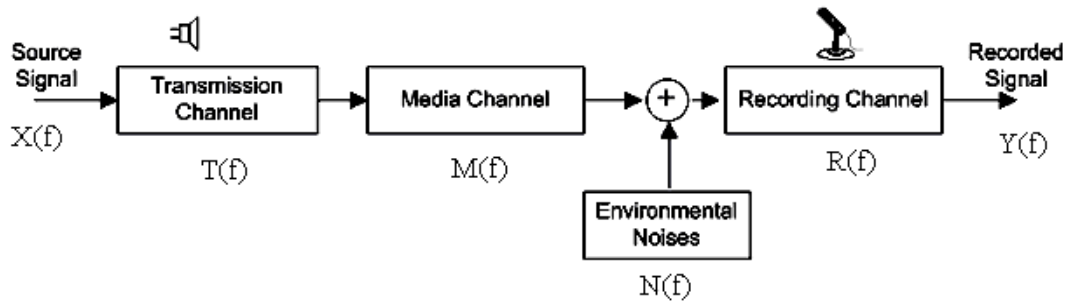 Source
Signal
Transmission
Channel
Media Channel
+
Recording Channel
Recorded
Signal
X(f)
T(f)
M(f)
R(f)
Y(f)
Environmental
Noises
N(f)